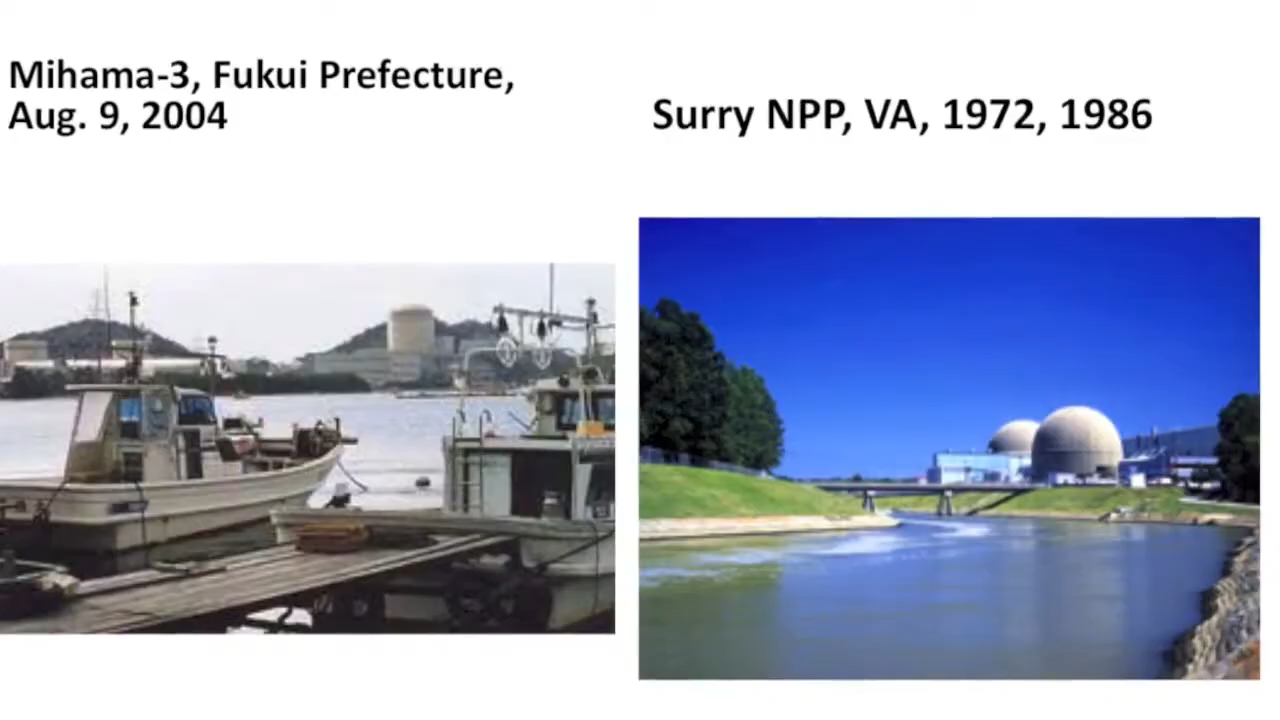 Mihama-3, Fukui Prefecture,
Aug. 9, 2004
Surry NPP, VA, 1972, 1986